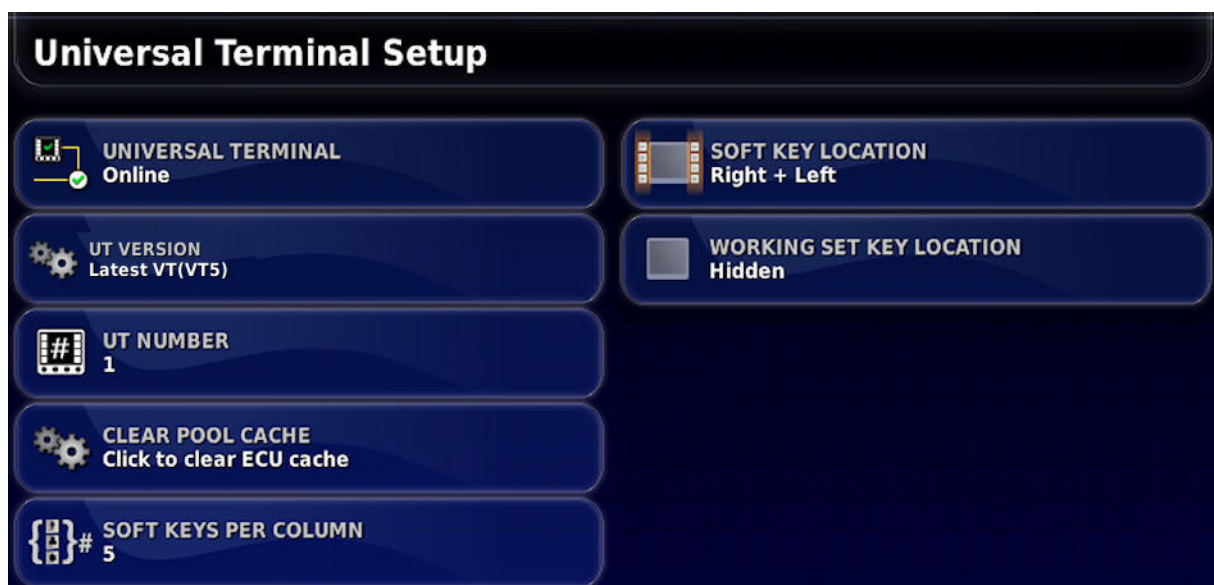 Universal Terminal Setup
UNIVERSAL TERMINAL
Online
UT VERSION
Latest VT(VT5)
#
UT NUMBER
1
CLEAR POOL CACHE
Click to clear ECU cache
#
SOFT KEYS PER COLUMN
5
SOFT KEY LOCATION
Right + Left
WORKING SET KEY LOCATION
Hidden